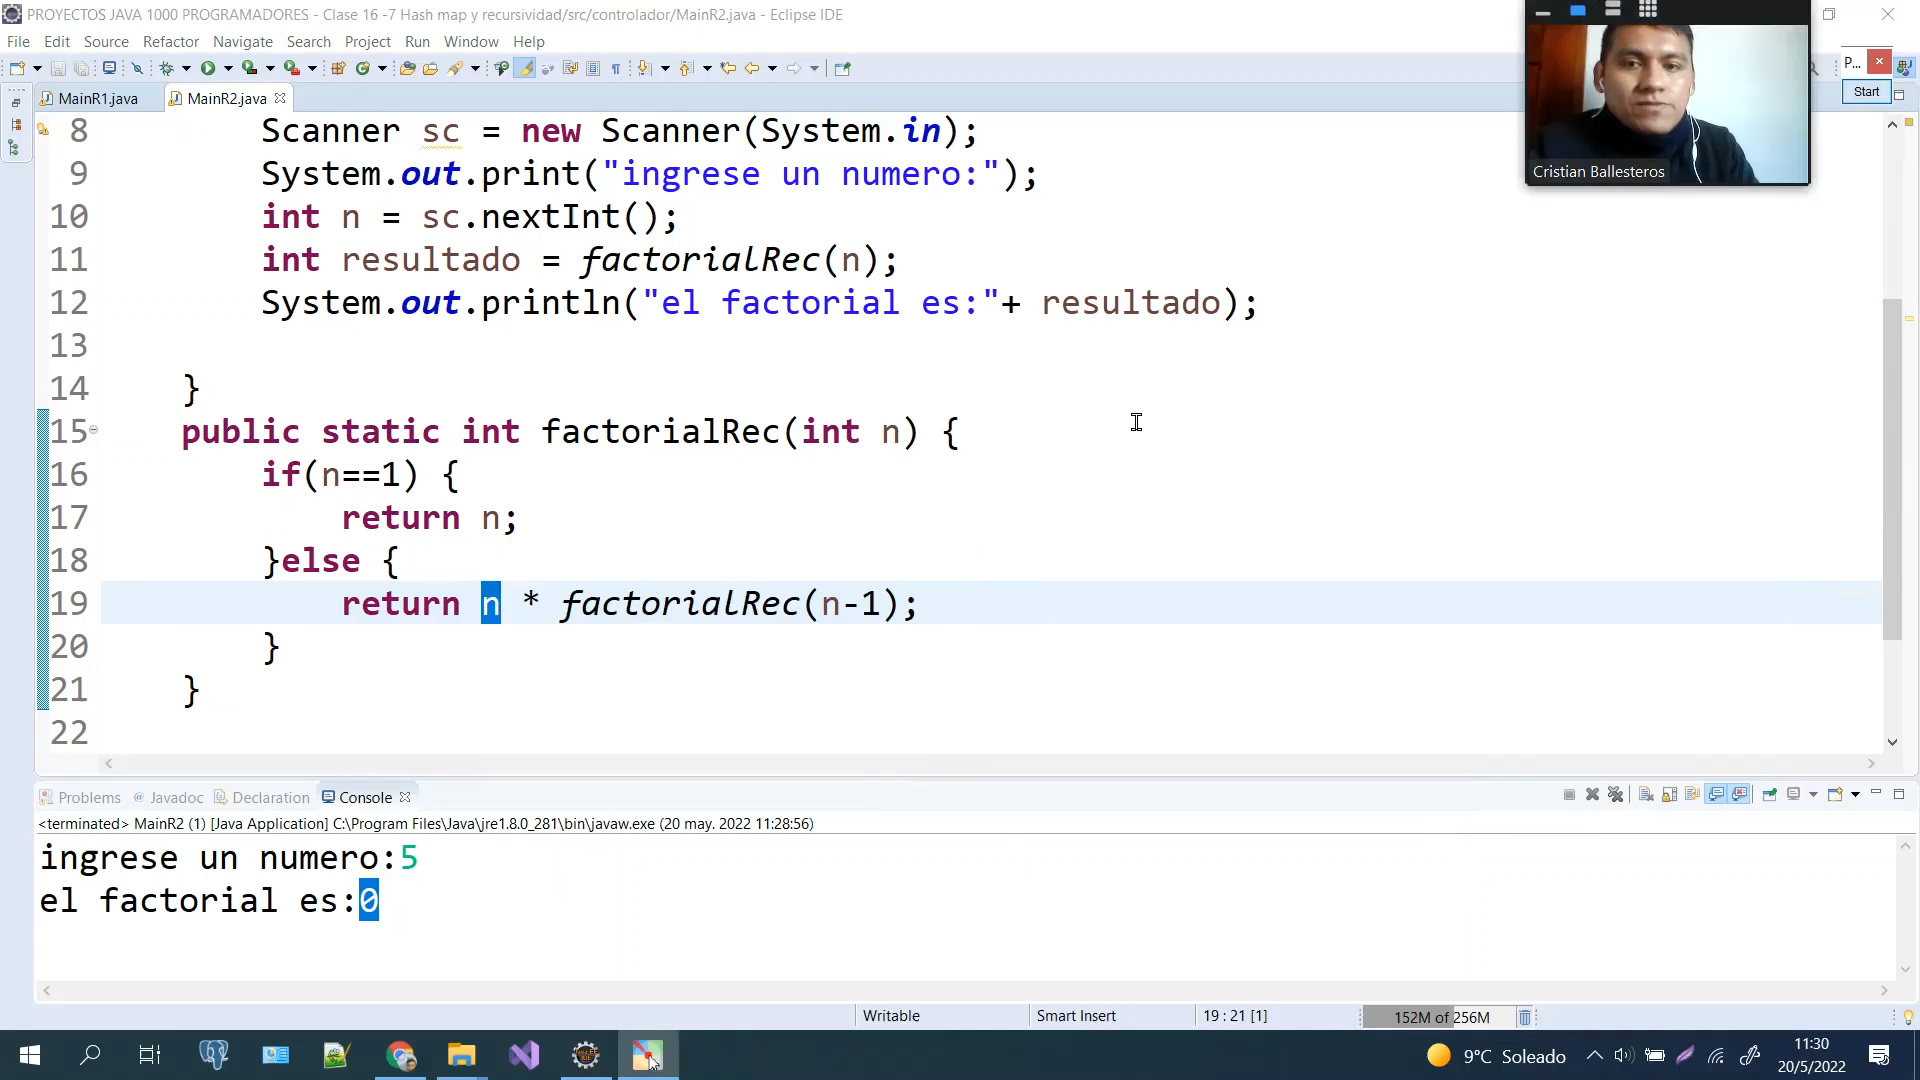 PROYECTOS JAVA 1000 PROGRAMADORES - Clase 16 -7 Hash map y recursividad/src/controlador/MainR2.java - Eclipse IDE
File Edit Source Refactor Navigate Search Project Run Window Help
P...
Start
MainR1.java MainR2.java
Cristian Ballesteros
8 Scanner sc = new Scanner(System.in);
9 System.out.print("ingrese un numero:");
10 int n = sc.nextInt();
11 int resultado = factorialRec(n);
12 System.out.println("el factorial es:"+ resultado);
13
14 }
15 public static int factorialRec(int n) {
16 if(n==1) {
17 return n;
18 }else {
19 return n * factorialRec(n-1);
20 }
21 }
22
Problems @ Javadoc Declaration Console
<terminated> MainR2 (1) [Java Application] C:\Program Files\Java\jre1.8.0_281\bin\javaw.exe (20 may. 2022 11:28:56)
ingrese un numero:5
el factorial es:0
Writable Smart Insert 19 : 21 [1] 152M of 256M
9°C Soleado 11:30
20/5/2022